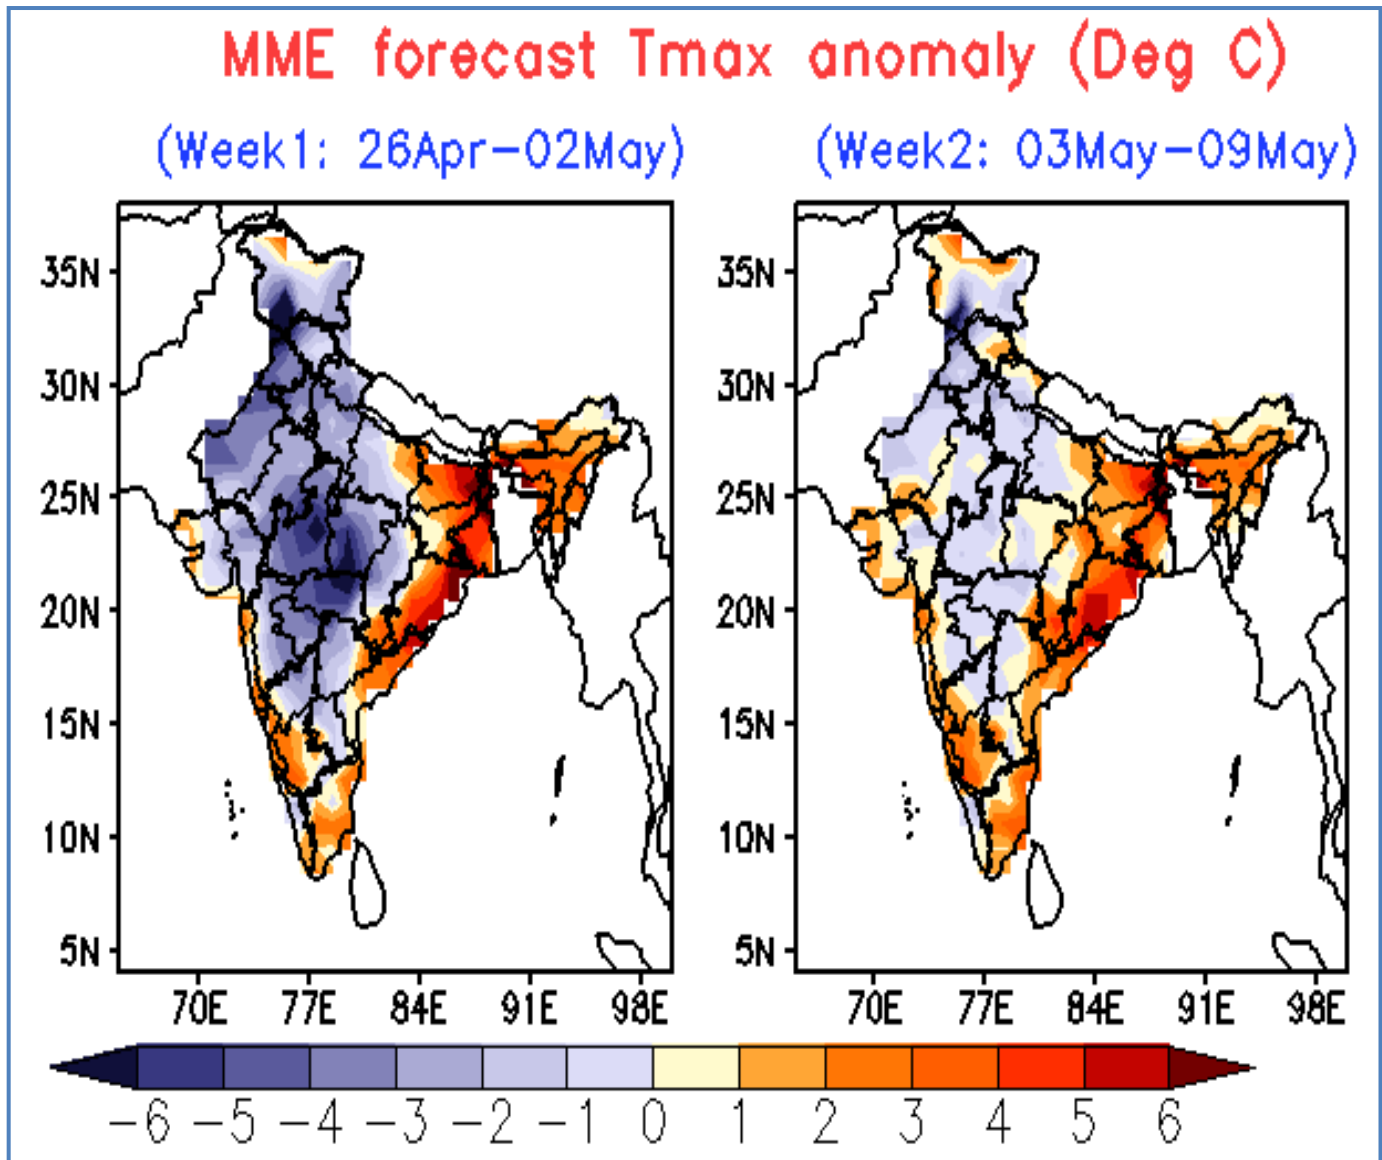 MME forecast Tmax anomaly (Deg C)
(Week1: 26Apr-02May) (Week2: 03May-09May)
35N 35N
30N 30N
25N 25N
20N 20N
15N 15N
10N 10N
5N 5N
70E 77E 84E 91E 98E 70E 77E 84E 91E 98E
-6 -5 -4 -3 -2 -1 0 1 2 3 4 5 6